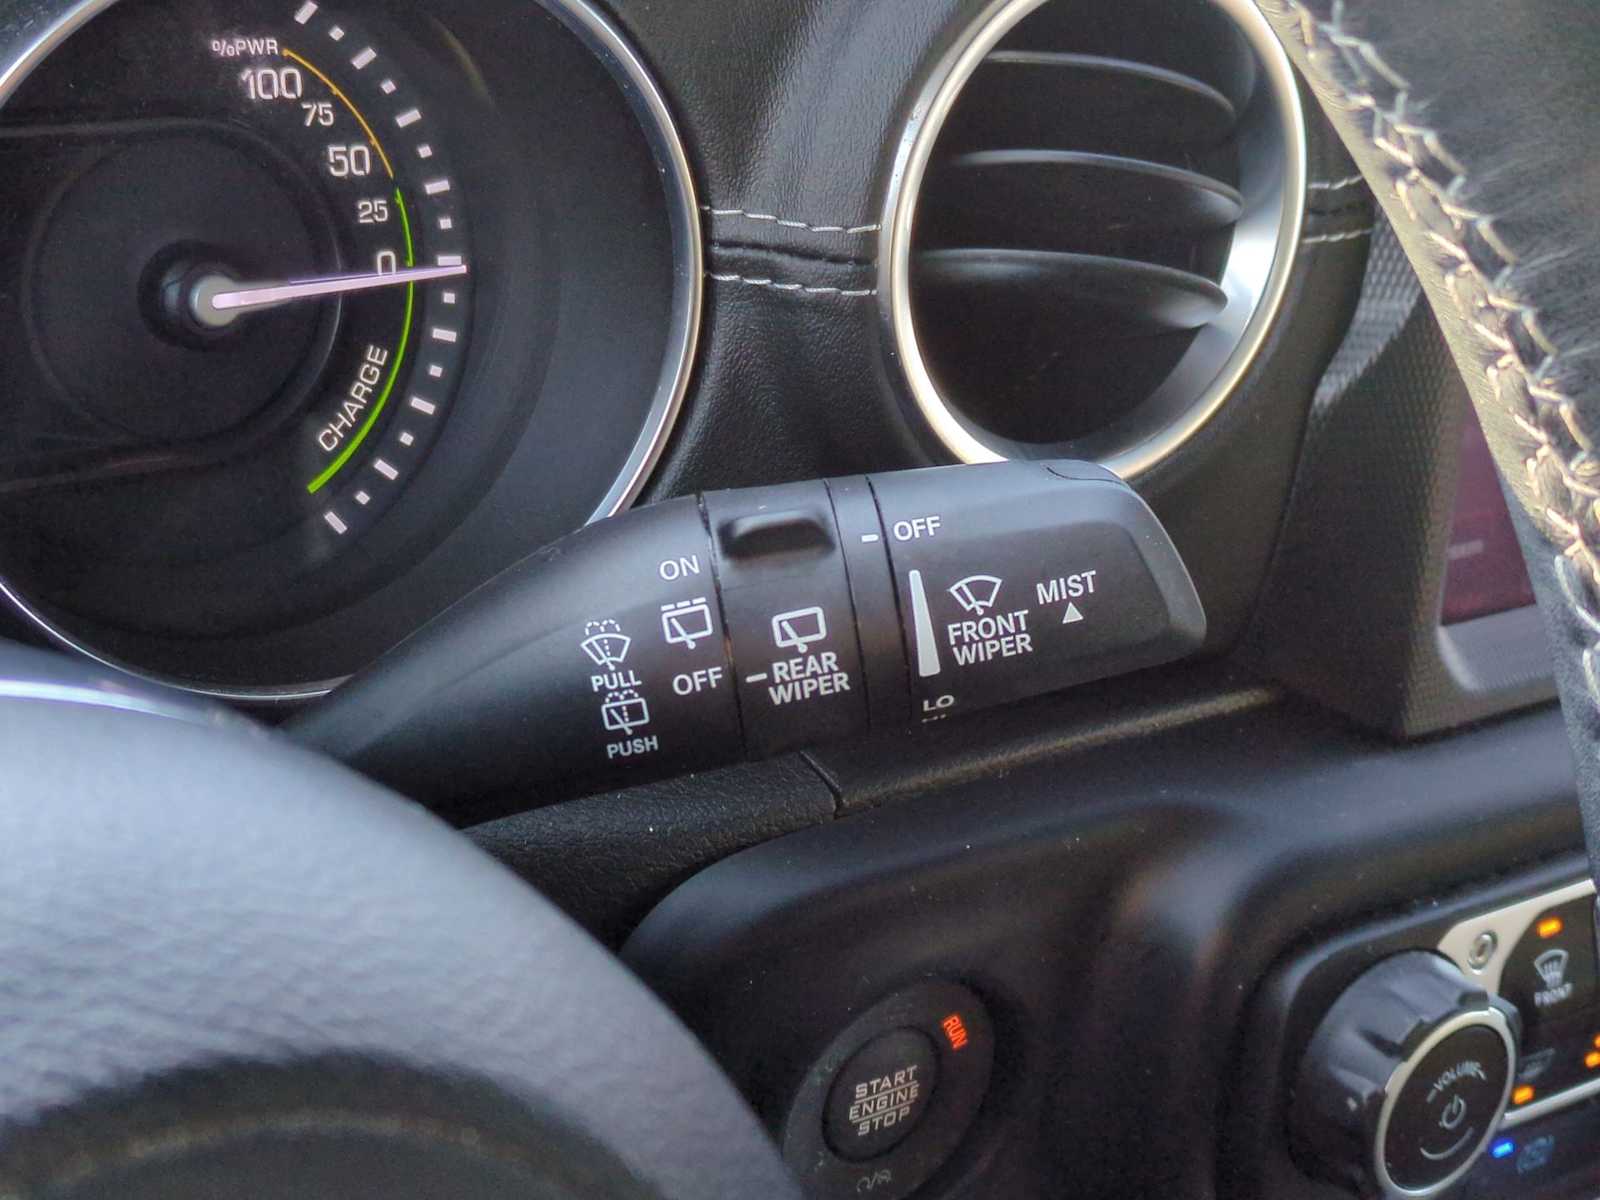 %PWR
100
75
50
25
0
CHARGE
ON
OFF
PULL
PUSH
REAR
WIPER
OFF
FRONT
WIPER
MIST
LO
RUN
START
ENGINE
STOP
FRONT
VOLUME